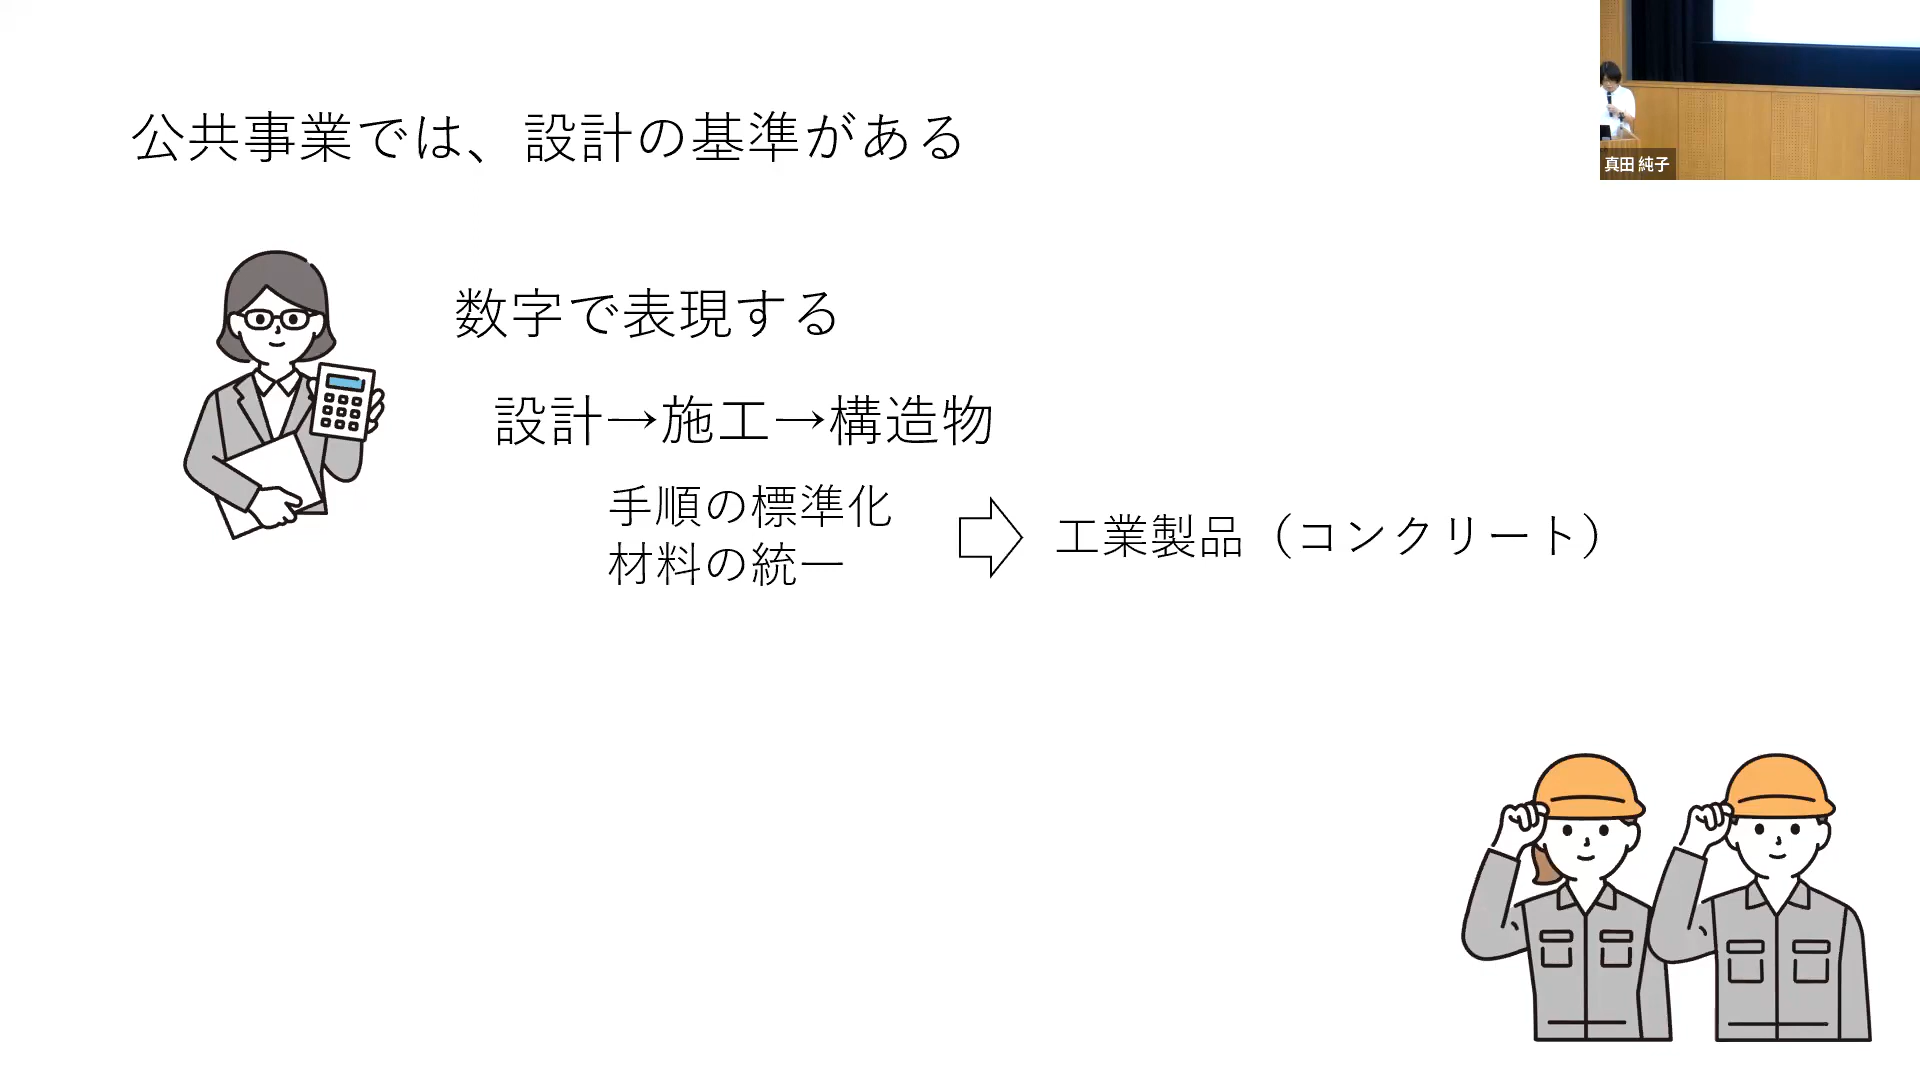 公共事業では、設計の基準がある
真田 純子
数字で表現する
設計→施工→構造物
手順の標準化
材料の統一
工業製品（コンクリート）